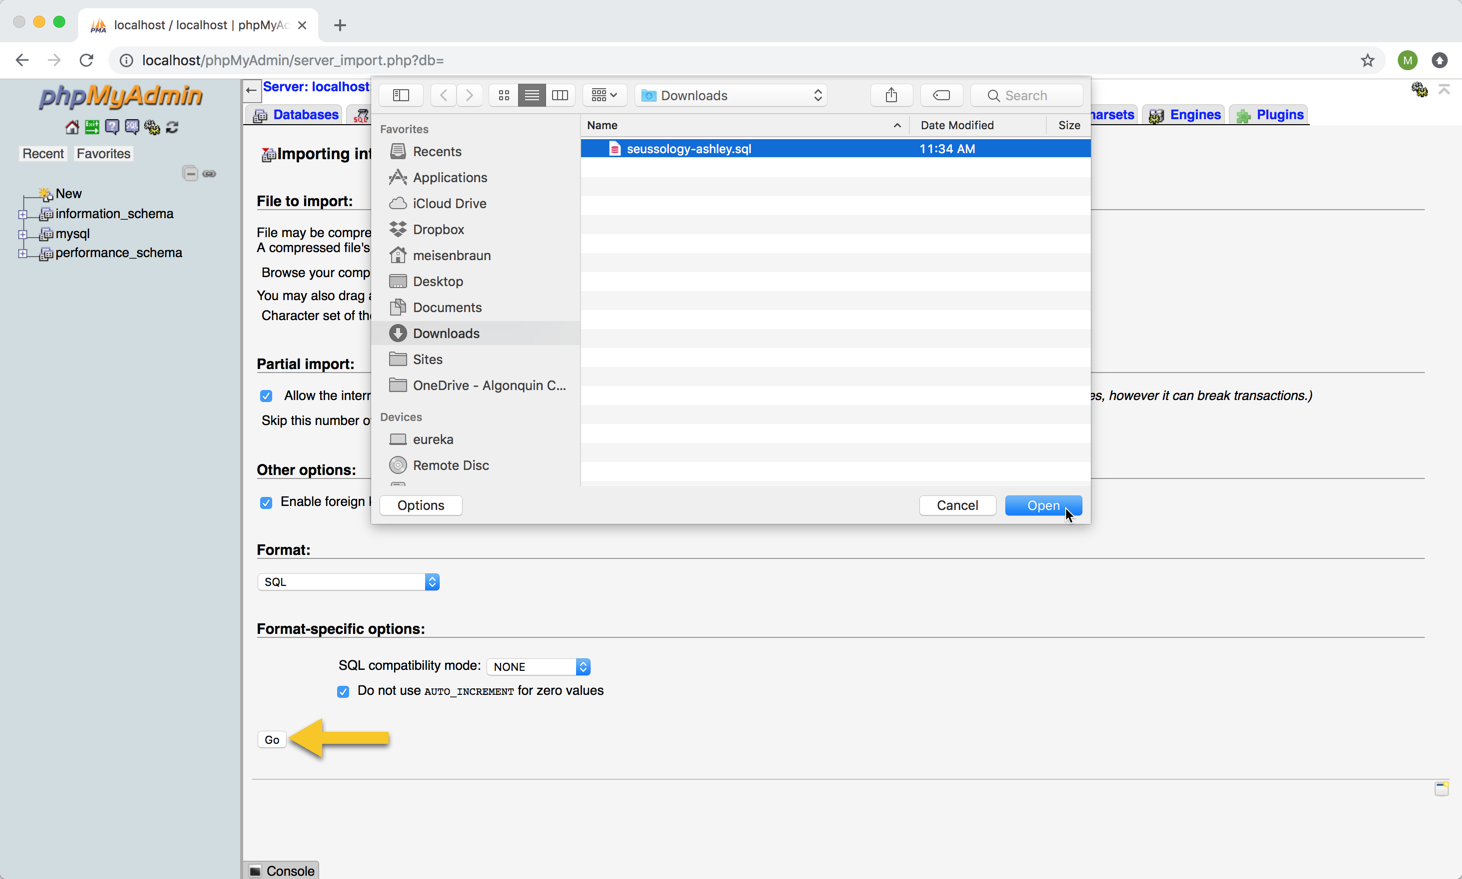 localhost / localhost | phpMyA
localhost/phpMyAdmin/server_import.php?db=
M
phpMyAdmin
Recent Favorites
New
information_schema
mysql
performance_schema
Server: localhost
Databases
SQL
arsets
Engines
Plugins
Importing int
File to import:
File may be compre
A compressed file's
Browse your comp
You may also drag a
Character set of the
Partial import:
Allow the interr
es, however it can break transactions.)
Skip this number o
Other options:
Enable foreign
Format:
SQL
Format-specific options:
SQL compatibility mode: NONE
Do not use AUTO_INCREMENT for zero values
Go
Console
Downloads
Search
Favorites
Recents
Applications
iCloud Drive
Dropbox
meisenbraun
Desktop
Documents
Downloads
Sites
OneDrive - Algonquin C...
Devices
eureka
Remote Disc
Name Date Modified Size
seussology-ashley.sql 11:34 AM
Options Cancel Open